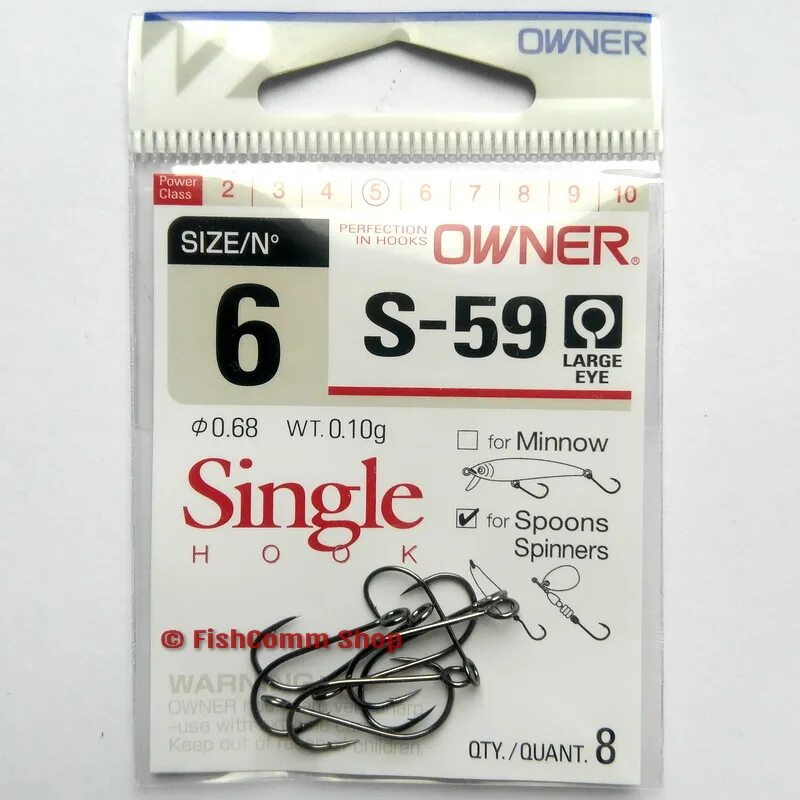 OWNER
Power Class 2 3 4 5 6 7 8 9 10
SIZE/Nº
6
PERFECTION IN HOOKS OWNER®
S-59
LARGE
EYE
φ0.68 WT. 0.10g
for Minnow
Single
HOOK
for Spoons
Spinners
© FishComm Shop
WARNING
OWNER
-use with
Keep out of children.
QTY./QUANT. 8